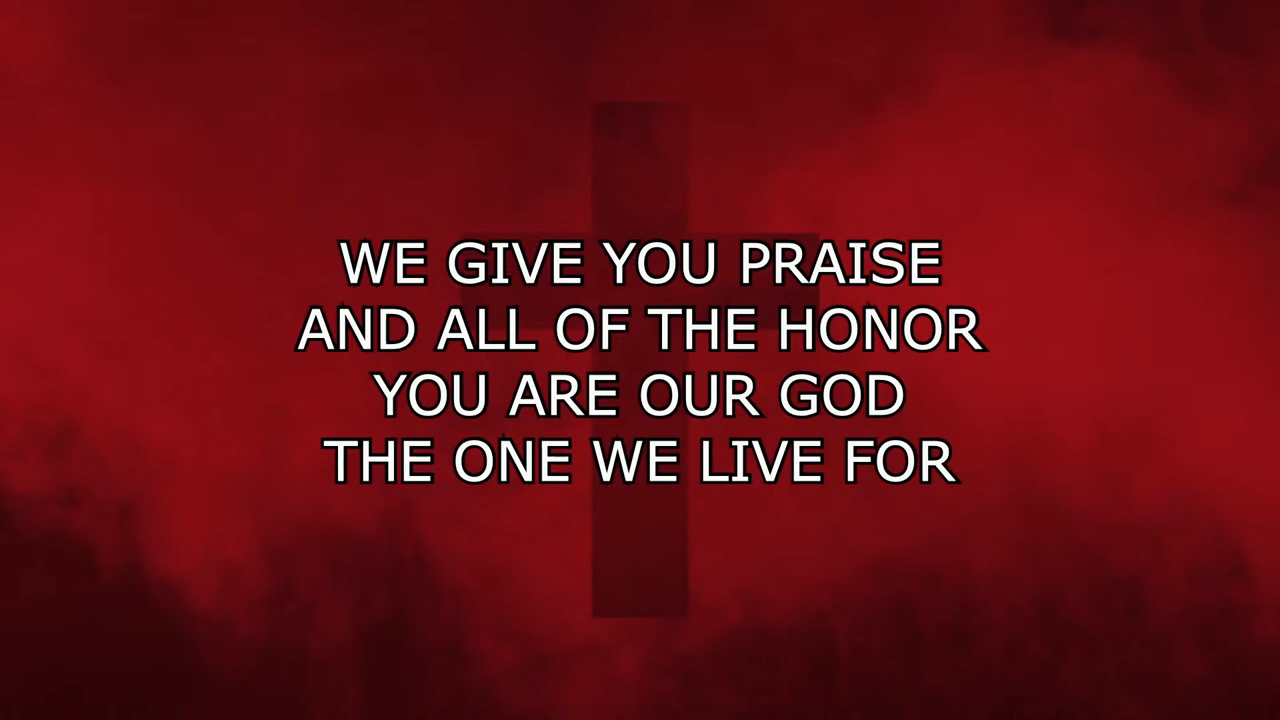 WE GIVE YOU PRAISE
AND ALL OF THE HONOR
YOU ARE OUR GOD
THE ONE WE LIVE FOR